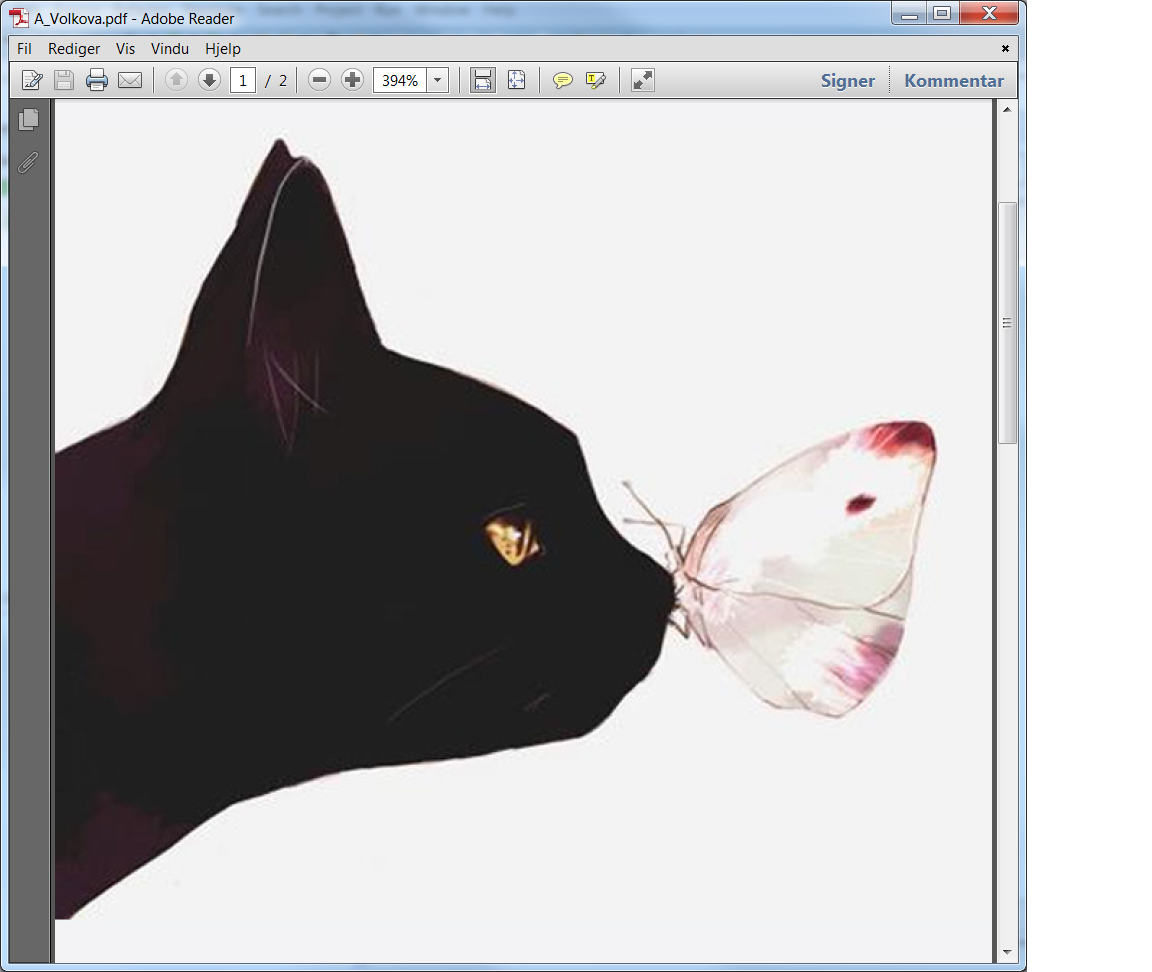 A_Volkova.pdf - Adobe Reader
Fil Rediger Vis Vindu Hjelp
1 / 2 394% Signer Kommentar